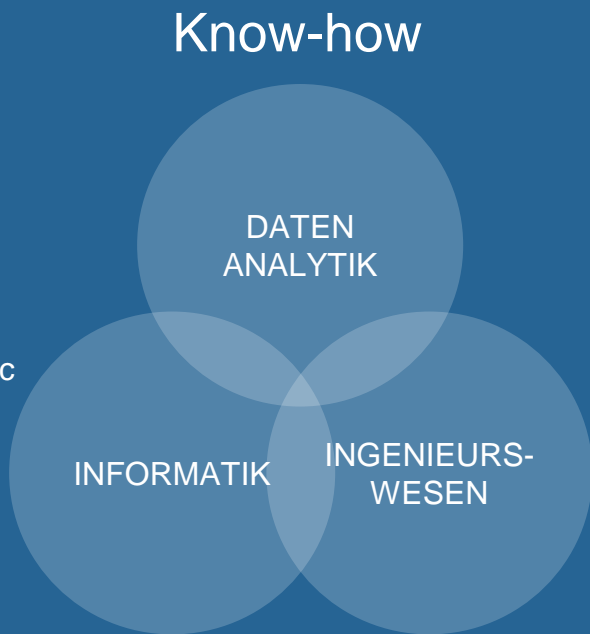 Know-how
DATEN
ANALYTIK
c
INFORMATIK
INGENIEURS-
WESEN